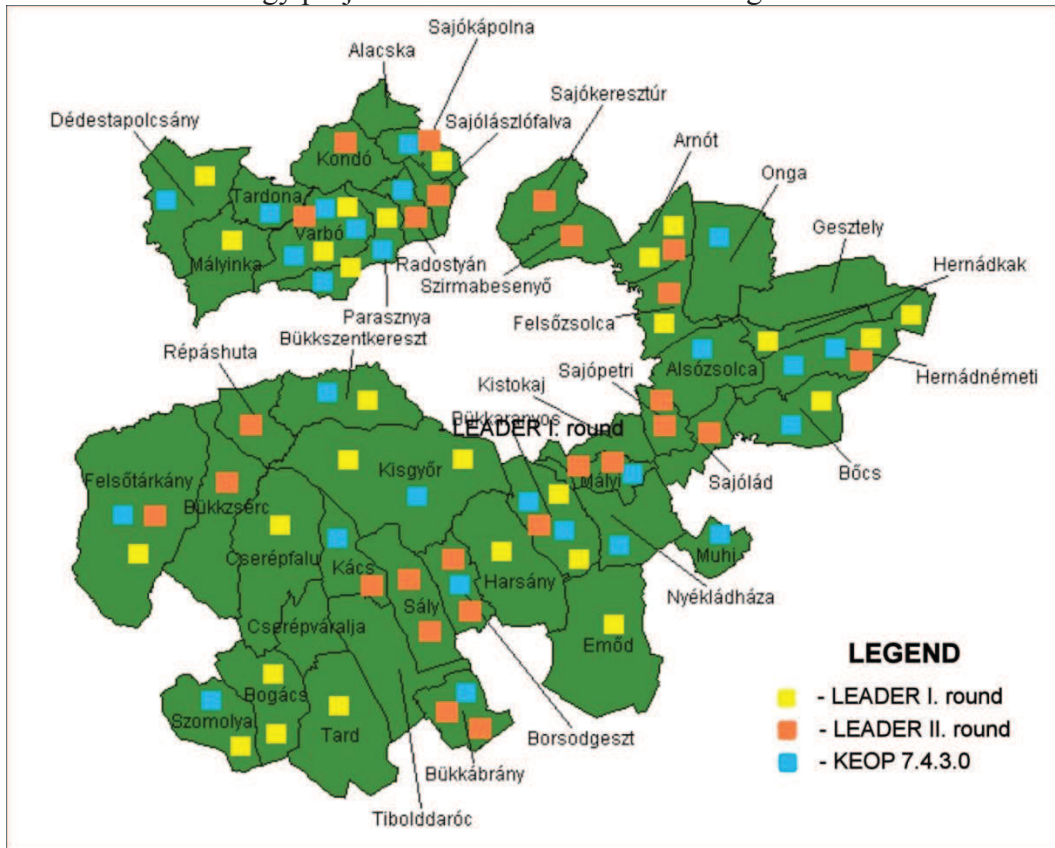 Sajókápolna
Alacska
Sajókeresztúr
Dédestapolcsány
Sajólászlófalva
Arnót
Kondó
Onga
Tardona
Gesztely
Varbó
Hernádkak
Mályinka
Radostyán
Szirmabesenyő
Felsőzsolca
Parasznya
Bükkszentkereszt
Répáshuta
Alsózsolca
Sajópetri
Hernádnémeti
Kistokaj
Bükkaranyos
- LEADER I. round
Kisgyőr
Mályi
Sajólád
Bőcs
Felsőtárkány
Bükkzsérc
Muhi
Cserépfalu
Kács
Harsány
Nyékládháza
Sály
Cserépváralja
Emőd
LEGEND
- LEADER I. round
- LEADER II. round
- KEOP 7.4.3.0
Bogács
Szomolya
Tard
Borsodgeszt
Bükkábrány
Tibolddaróc